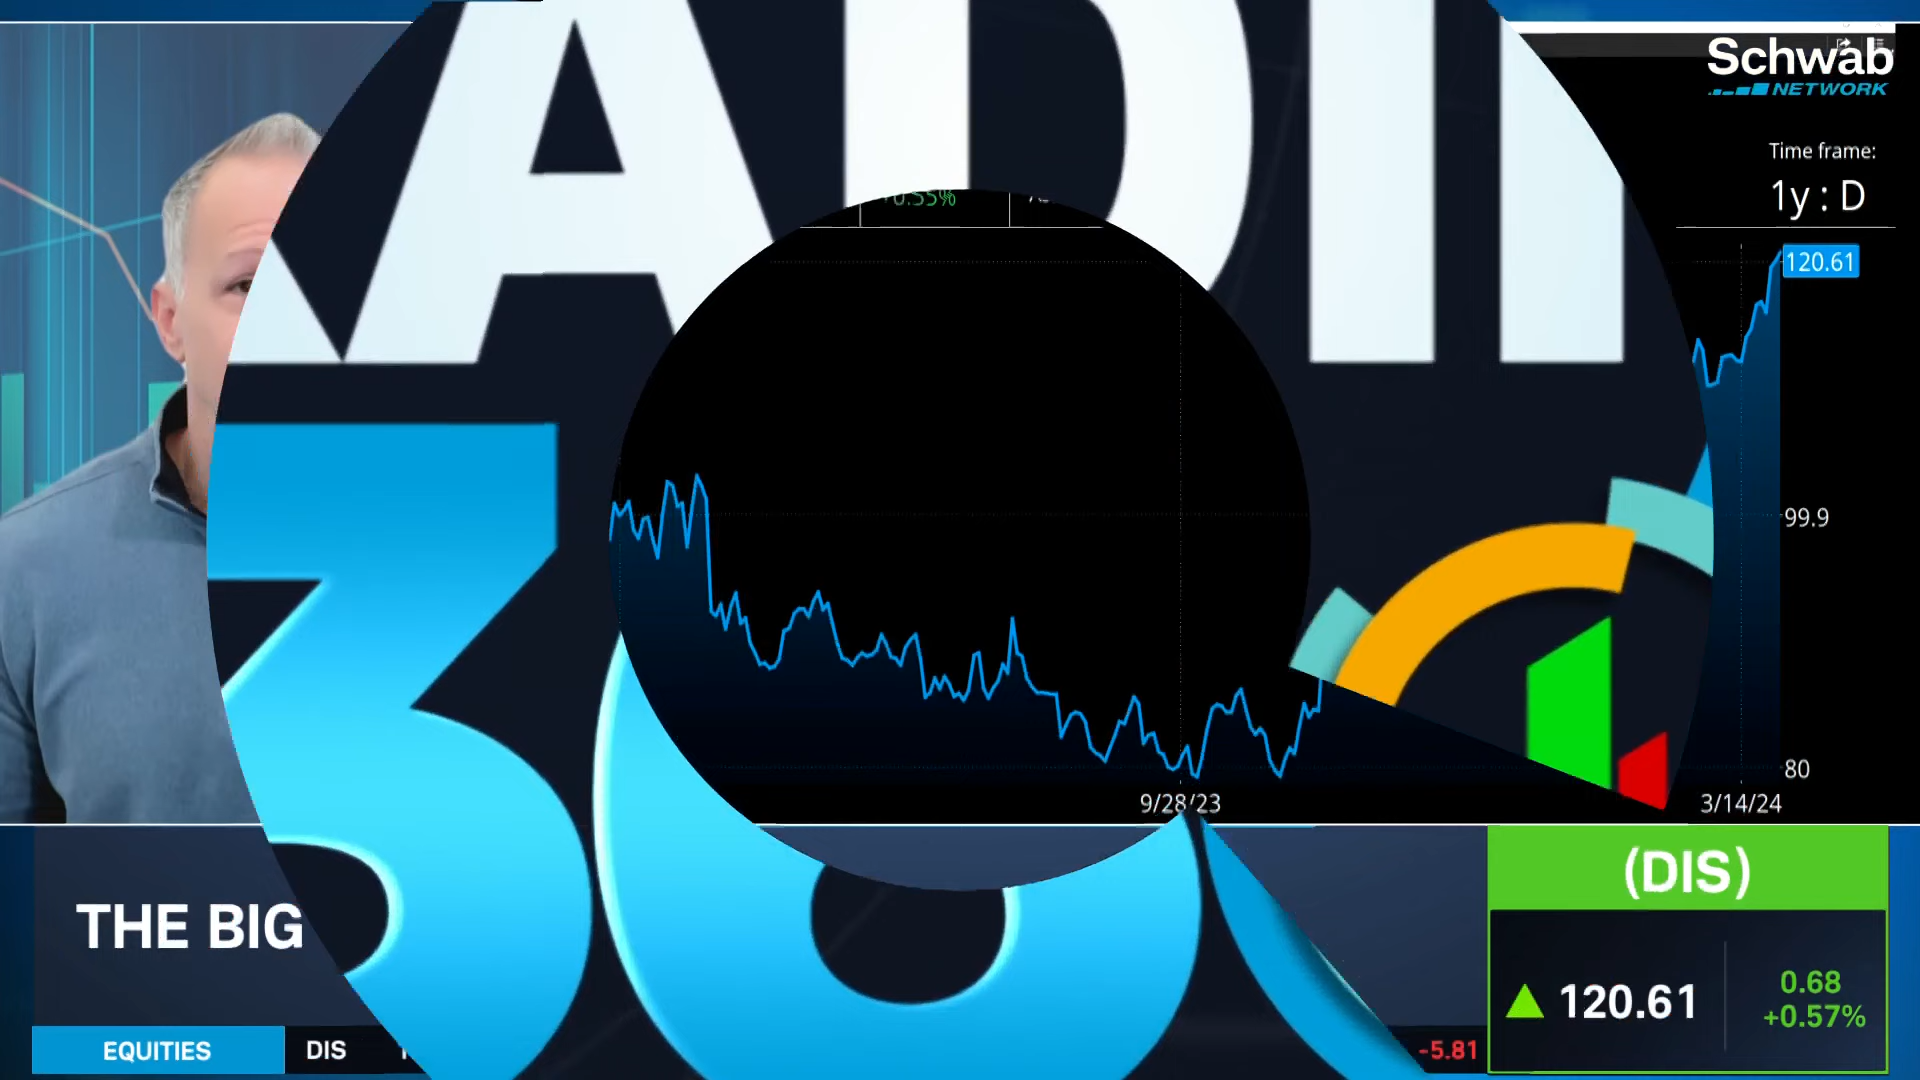 Schwab
NETWORK
Time frame:
1y : D
120.61
99.9
80
9/28/23
3/14/24
36
THE BIG
(DIS)
120.61
0.68
+0.57%
EQUITIES
DIS
-5.81